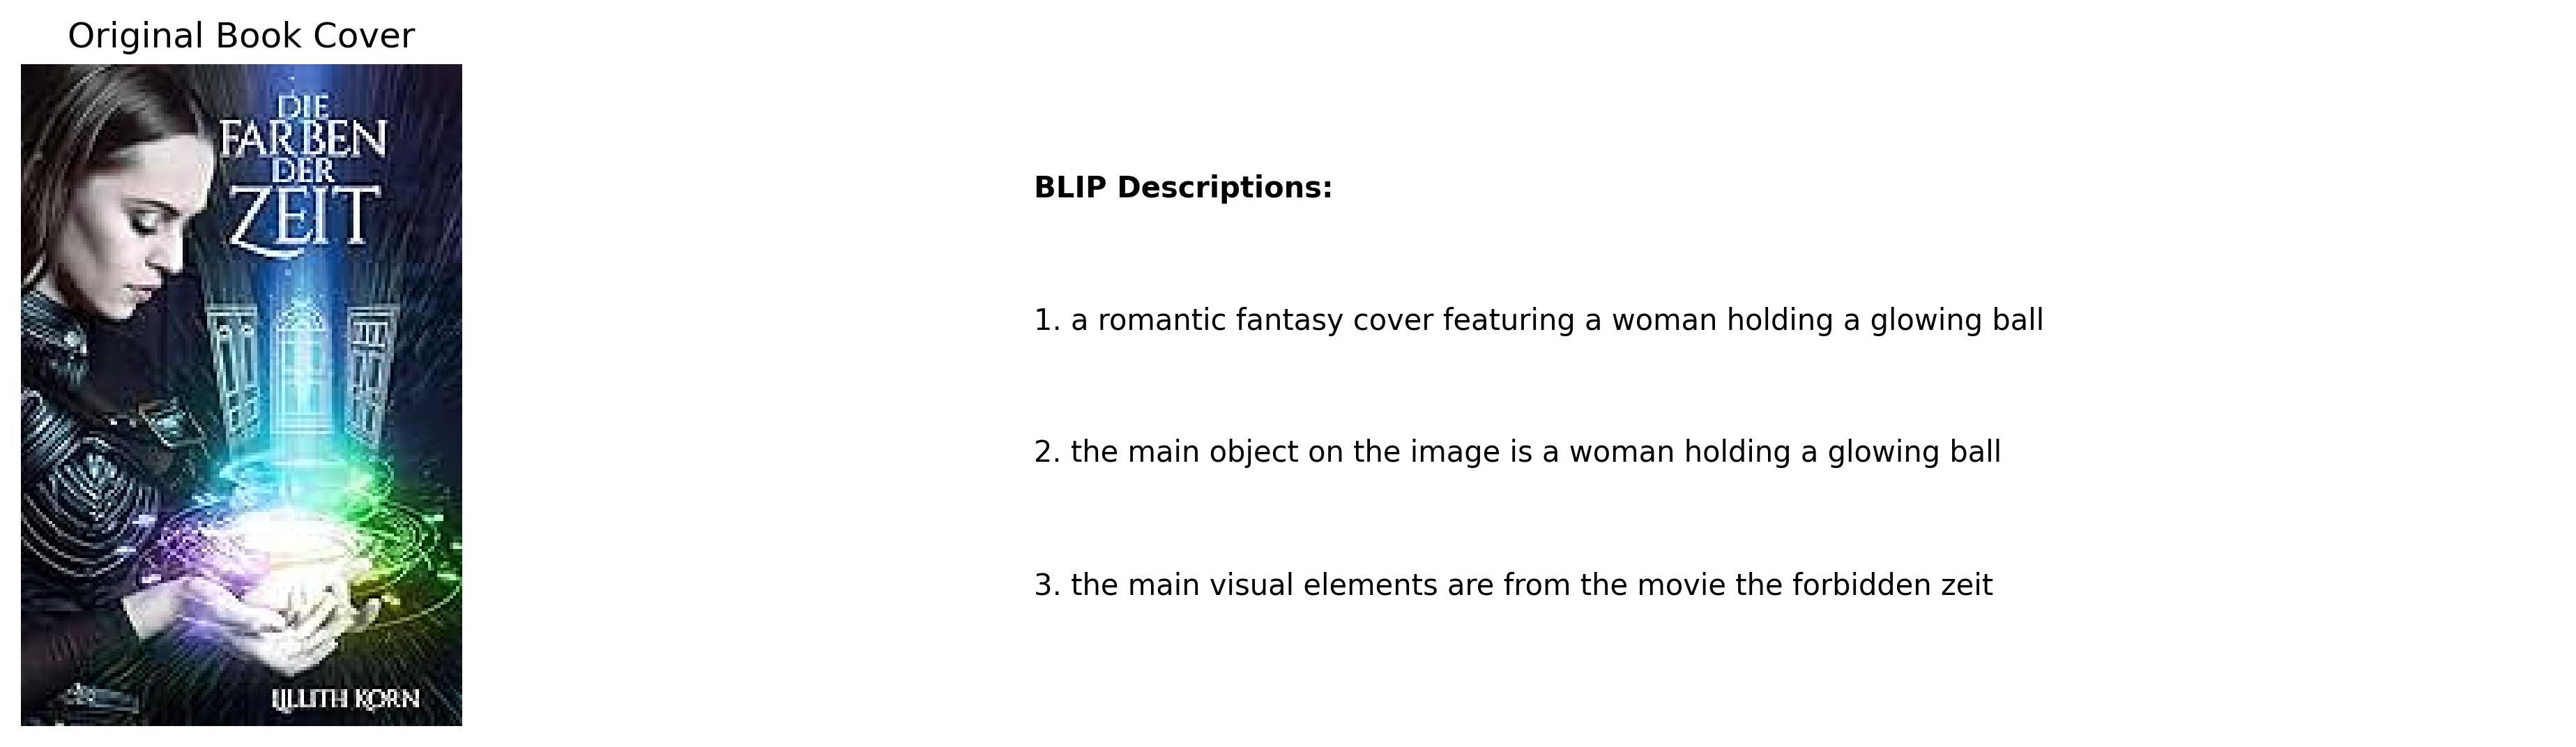 Original Book Cover
DIE
FARBEN
DER
ZEIT
LILLITH KORN
BLIP Descriptions:
1. a romantic fantasy cover featuring a woman holding a glowing ball
2. the main object on the image is a woman holding a glowing ball
3. the main visual elements are from the movie the forbidden zeit